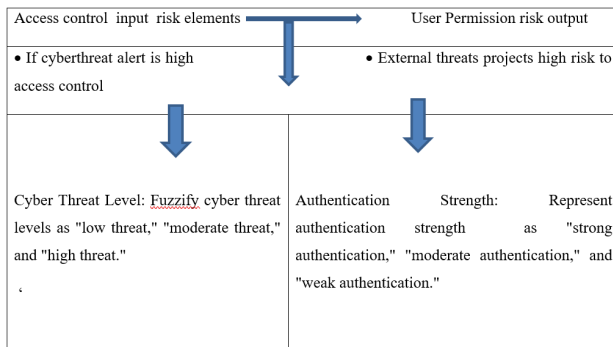 Access control input risk elements
User Permission risk output
• If cyberthreat alert is high
access control
• External threats projects high risk to
Cyber Threat Level: Fuzzify cyber threat
levels as "low threat," "moderate threat,"
and "high threat."
‘
Authentication Strength: Represent
authentication strength as "strong
authentication," "moderate authentication," and
"weak authentication."